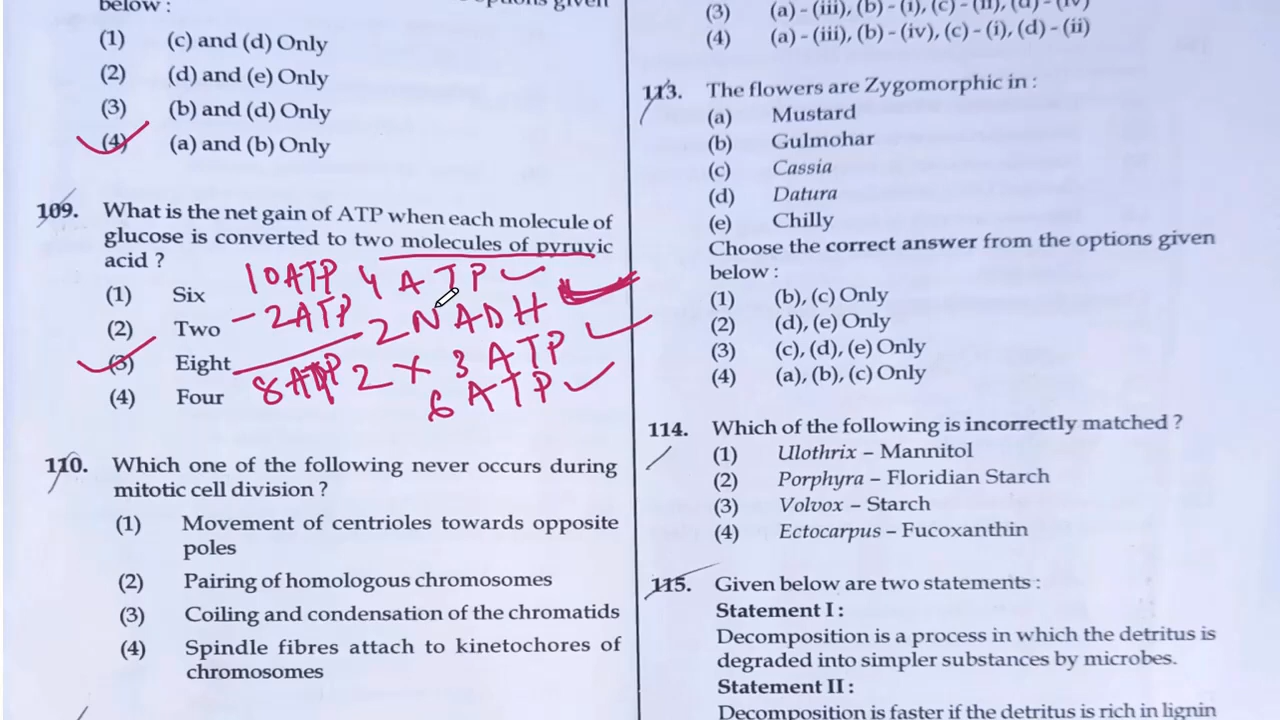 below :
given
(1) (c) and (d) Only
(2) (d) and (e) Only
(3) (b) and (d) Only
(4) (a) and (b) Only
109. What is the net gain of ATP when each molecule of
glucose is converted to two molecules of pyruvic
acid ?
(1) Six
(2) Two
(3) Eight
(4) Four
10ATP 4 ATP
- 2ATP 2 NADH
8 ATP 2 × 3 ATP
6 ATP
110. Which one of the following never occurs during
mitotic cell division ?
(1) Movement of centrioles towards opposite
poles
(2) Pairing of homologous chromosomes
(3) Coiling and condensation of the chromatids
(4) Spindle fibres attach to kinetochores of
chromosomes
(3) (a) - (iii), (b) - (i), (c) - (ii), (d) - (iv)
(4) (a) - (iii), (b) - (iv), (c) - (i), (d) - (ii)
113. The flowers are Zygomorphic in :
(a) Mustard
(b) Gulmohar
(c) Cassia
(d) Datura
(e) Chilly
Choose the correct answer from the options given
below :
(1) (b), (c) Only
(2) (d), (e) Only
(3) (c), (d), (e) Only
(4) (a), (b), (c) Only
114. Which of the following is incorrectly matched ?
(1) Ulothrix – Mannitol
(2) Porphyra – Floridian Starch
(3) Volvox – Starch
(4) Ectocarpus – Fucoxanthin
115. Given below are two statements :
Statement I :
Decomposition is a process in which the detritus is
degraded into simpler substances by microbes.
Statement II :
Decomposition is faster if the detritus is rich in lignin